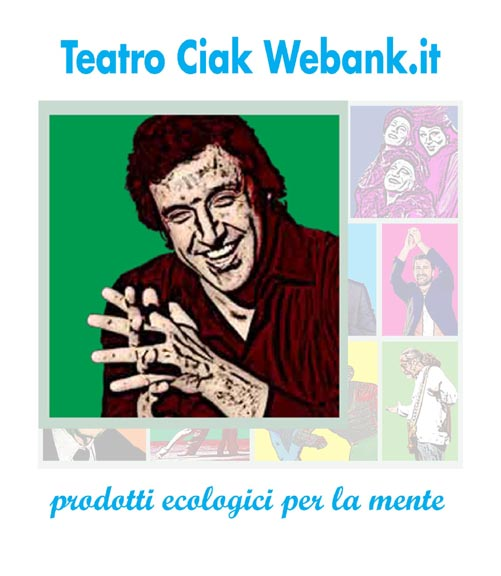 Teatro Ciak Webank.it
prodotti ecologici per la mente